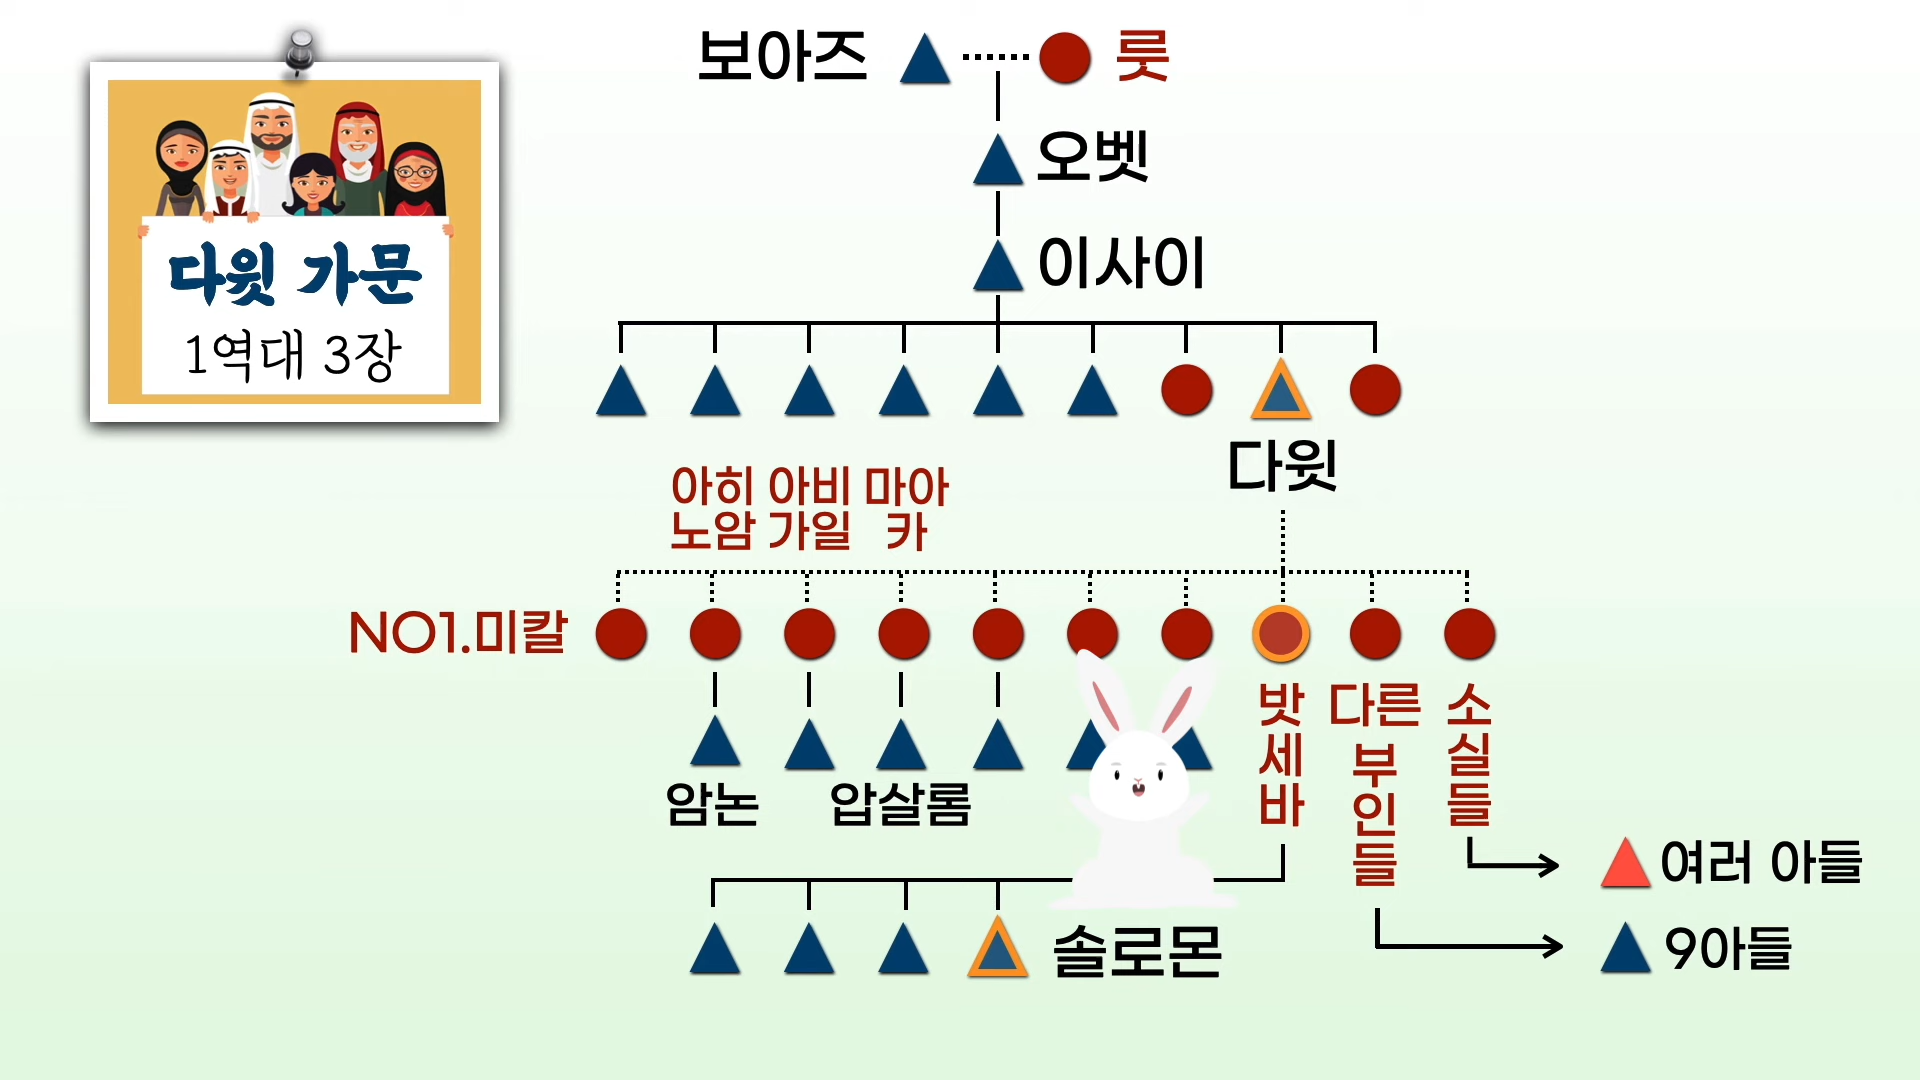 보아즈 룻
오벳
이사이
다윗 가문
1역대 3장
다윗
아히 아비 마아
노암 가일 카
NO1.미칼
밧세바
다른 부인들
소실들
암논 압살롬
여러 아들
솔로몬
9아들